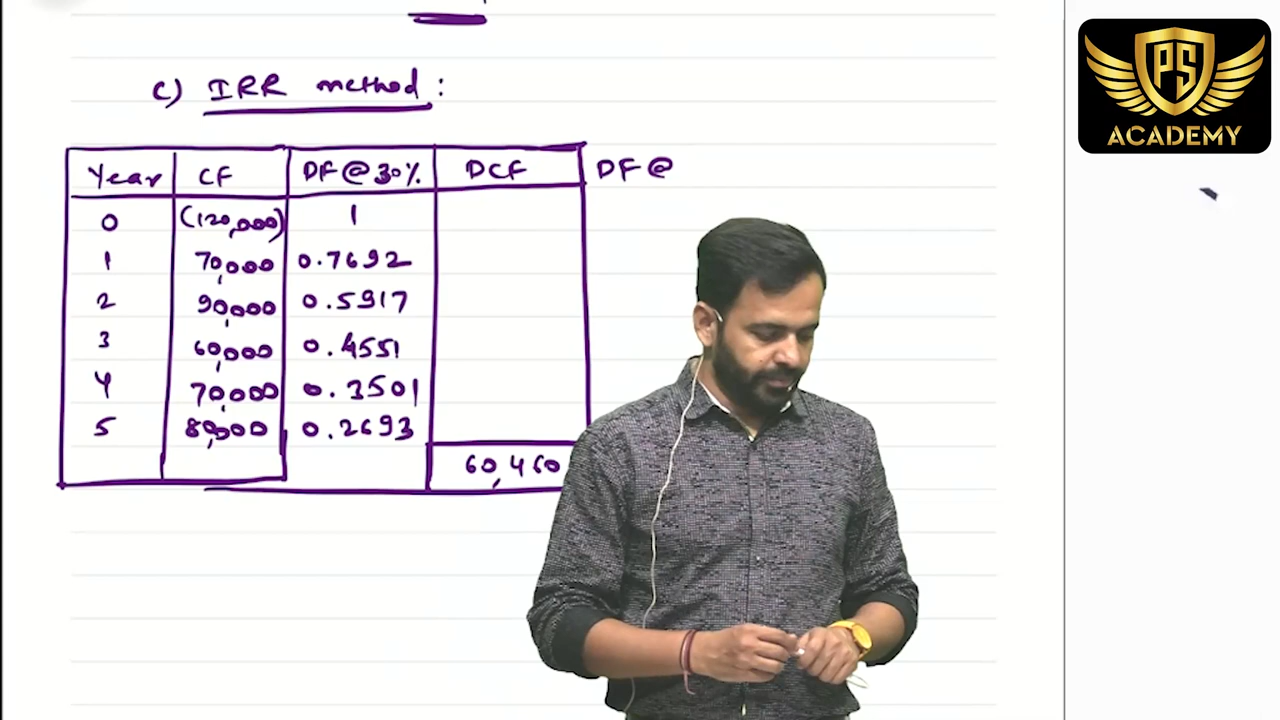 c) IRR method :
Year CF DF @ 30% DCF DF @
0 (120,000) 1
1 70,000 0.7692
2 90,000 0.5917
3 60,000 0.4551
4 70,000 0.3501
5 80,000 0.2693
60,460
PS
ACADEMY